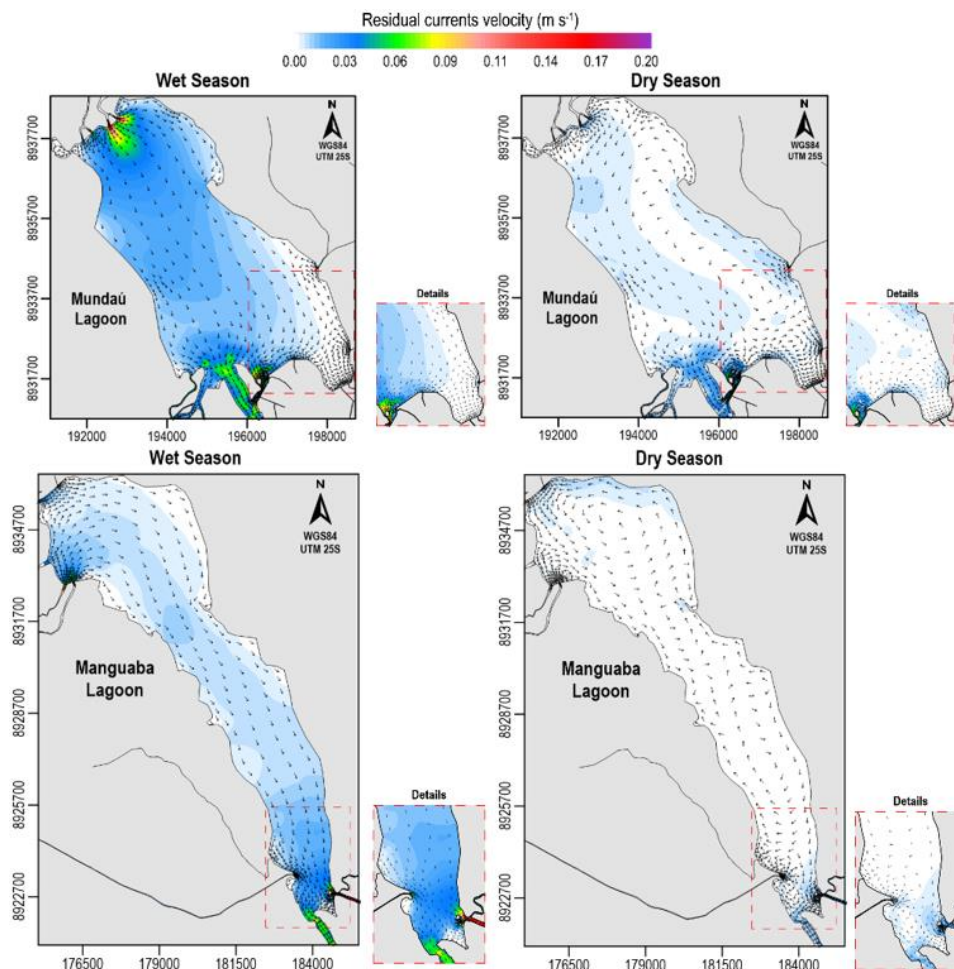 Residual currents velocity (m s⁻¹)
0.00 0.03 0.06 0.09 0.11 0.14 0.17 0.20
Wet Season
N
WGS84
UTM 25S
8937700
8935700
8933700
8931700
Mundaú
Lagoon
192000 194000 196000 198000
Details
Dry Season
N
WGS84
UTM 25S
8937700
8935700
8933700
8931700
Mundaú
Lagoon
192000 194000 196000 198000
Details
Wet Season
N
WGS84
UTM 25S
8934700
8931700
8928700
8925700
8922700
Manguaba
Lagoon
176500 179000 181500 184000
Details
Dry Season
N
WGS84
UTM 25S
8934700
8931700
8928700
8925700
8922700
Manguaba
Lagoon
176500 179000 181500 184000
Details